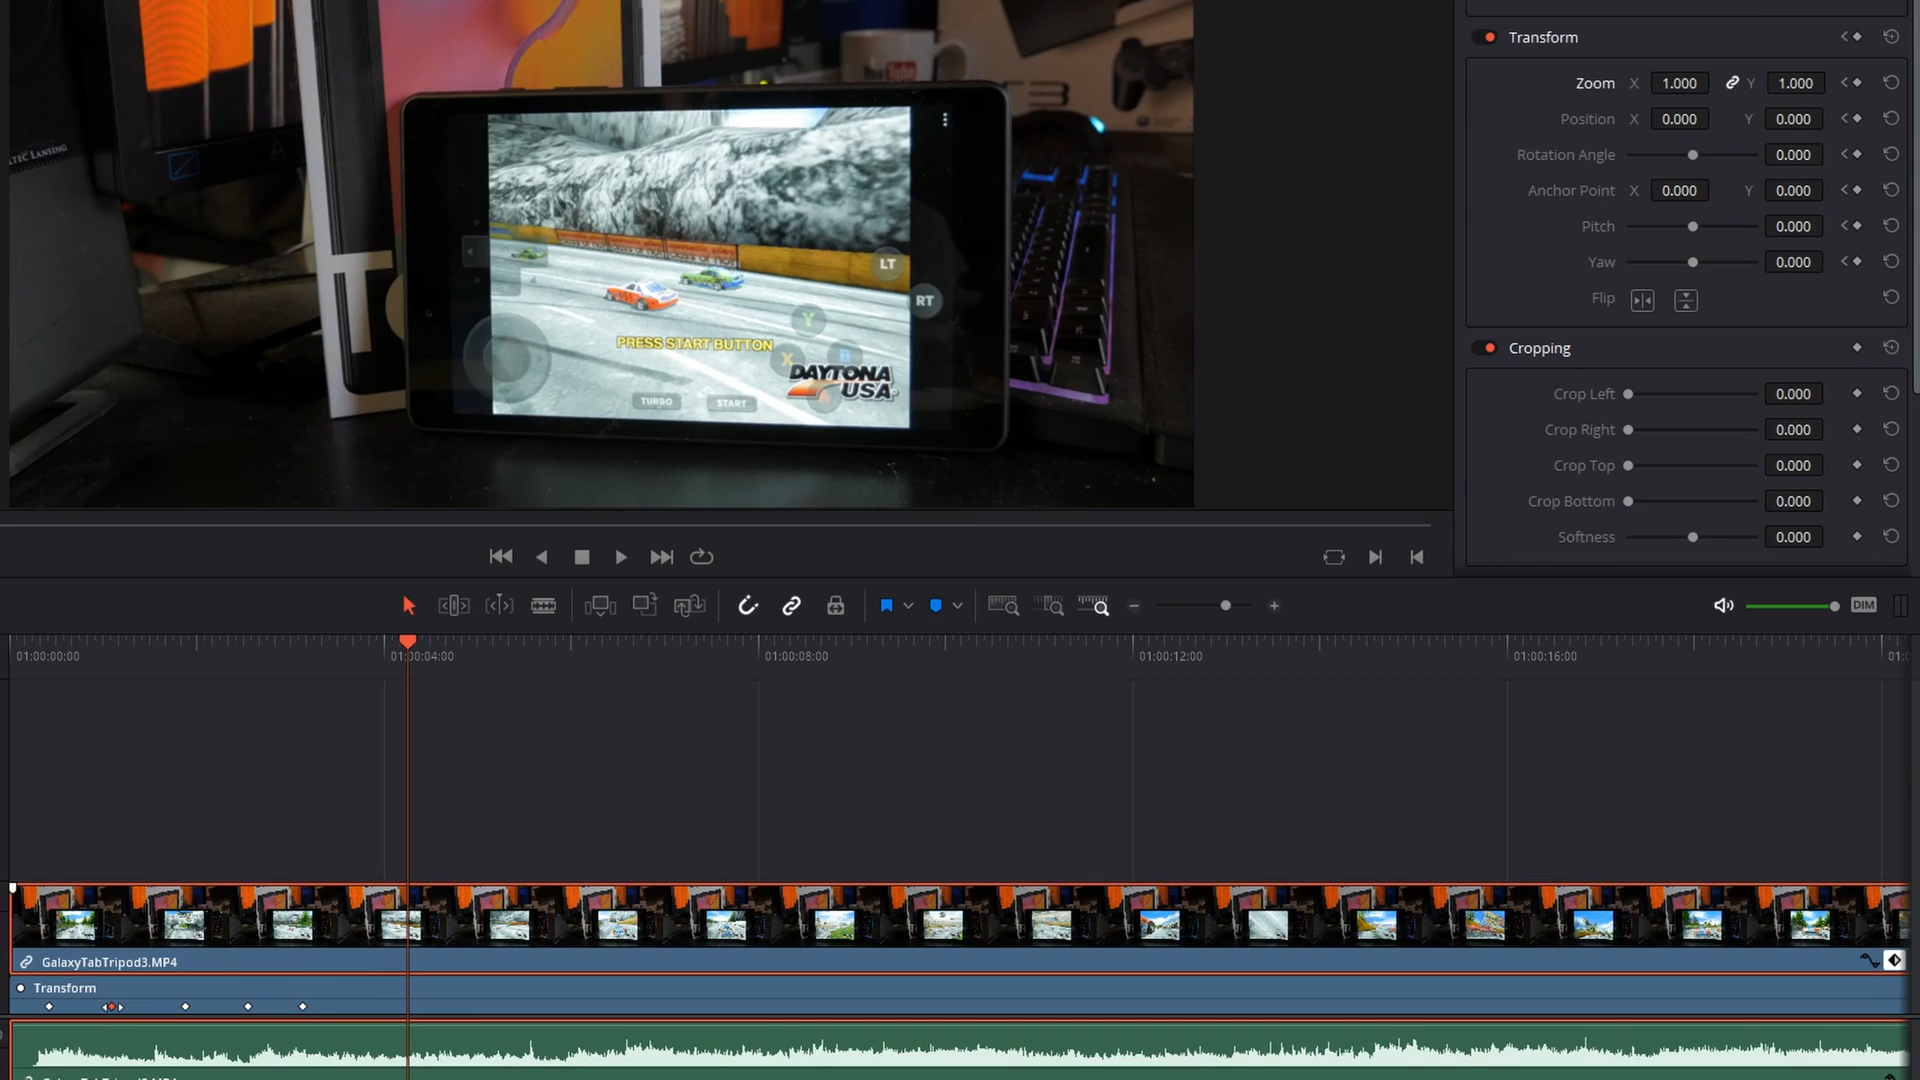 Transform
Zoom X 1.000 Y 1.000
Position X 0.000 Y 0.000
Rotation Angle 0.000
Anchor Point X 0.000 Y 0.000
Pitch 0.000
Yaw 0.000
Flip
Cropping
Crop Left 0.000
Crop Right 0.000
Crop Top 0.000
Crop Bottom 0.000
Softness 0.000
LANSING
You
Tube
LT
RT
Y
X
B
PRESS START BUTTON
DAYTONA
USA
TURBO
START
DIM
01:00:00:00
01:00:04:00
01:00:08:00
01:00:12:00
01:00:16:00
GalaxyTabTripod3.MP4
Transform